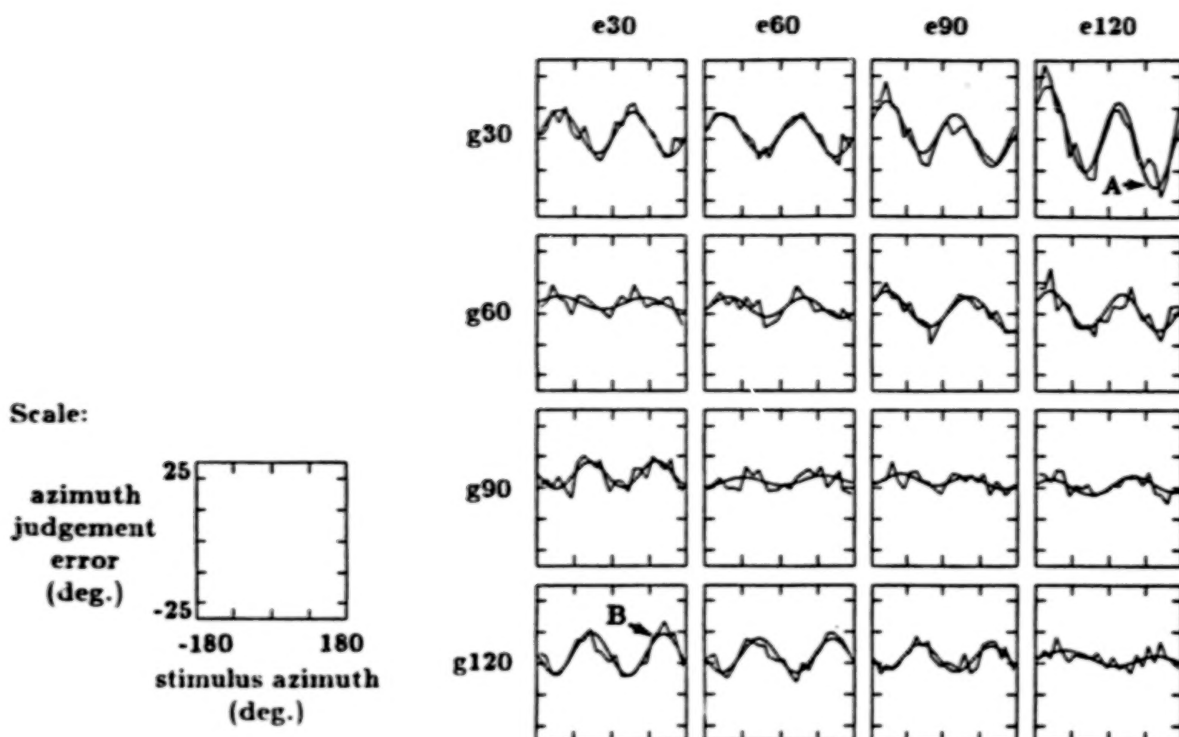 e30 e60 e90 e120
g30
A
g60
Scale:
25
azimuth
judgement
error
(deg.)
-25
-180 180
stimulus azimuth
(deg.)
g90
B
g120